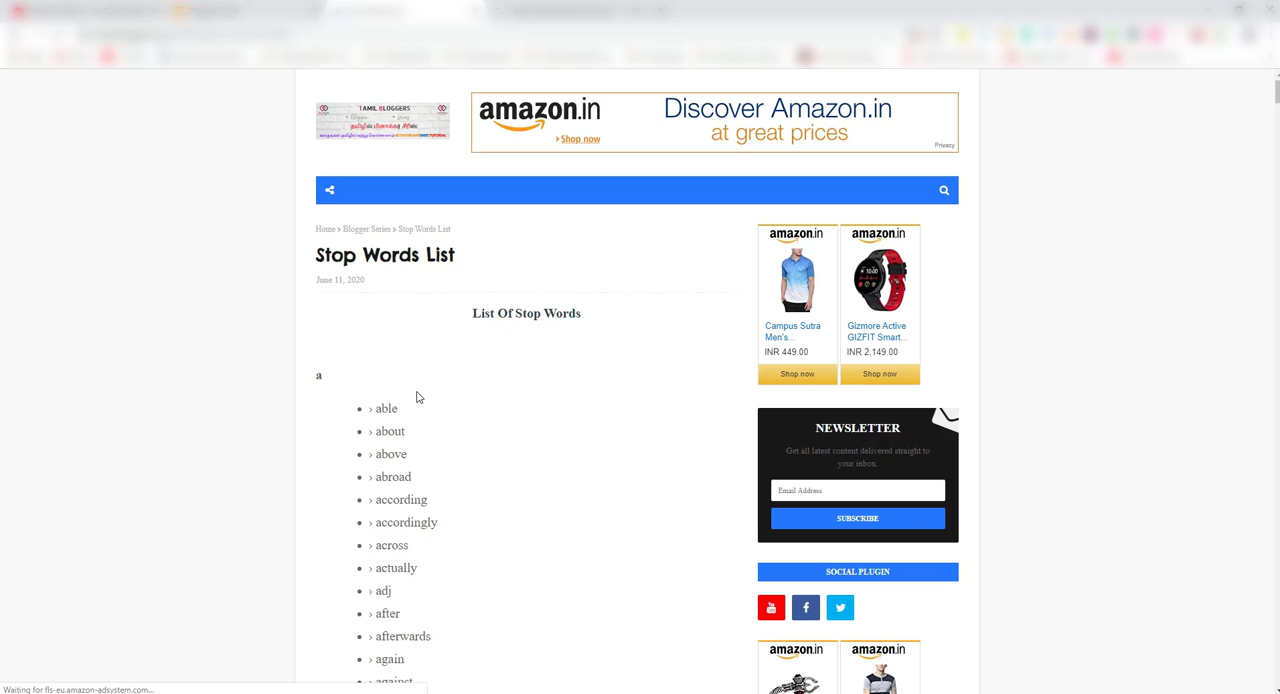 TAMIL BLOGGERS
amazon.in
Shop now
Discover Amazon.in
at great prices
Privacy
Home › Blogger Series › Stop Words List
Stop Words List
June 11, 2020
List Of Stop Words
a
› able
› about
› above
› abroad
› according
› accordingly
› across
› actually
› adj
› after
› afterwards
› again
› against
amazon.in
Campus Sutra
Men's...
INR 449.00
Shop now
amazon.in
Gizmore Active
GIZFIT Smart...
INR 2,149.00
Shop now
NEWSLETTER
Get all latest content delivered straight to
your inbox.
Email Address
SUBSCRIBE
SOCIAL PLUGIN
You
amazon.in
amazon.in
Waiting for fls-eu.amazon-adsystem.com...